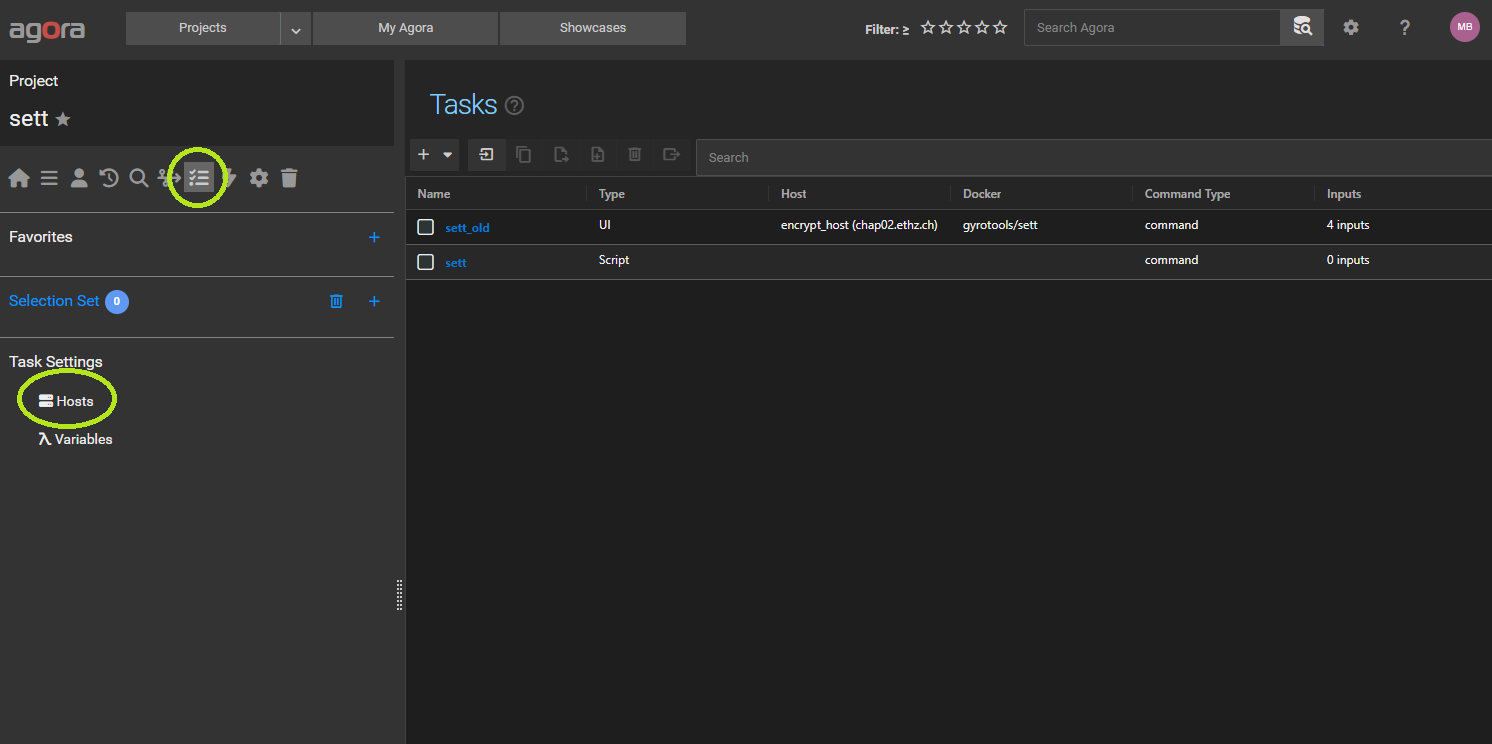 agora
Projects
My Agora
Showcases
Filter: ≥
Search Agora
?
MB
Project
sett
Tasks ?
Search
Name Type Host Docker Command Type Inputs
sett_old UI encrypt_host (chap02.ethz.ch) gyrotools/sett command 4 inputs
sett Script command 0 inputs
Favorites +
Selection Set 0 +
Task Settings
Hosts
λ Variables